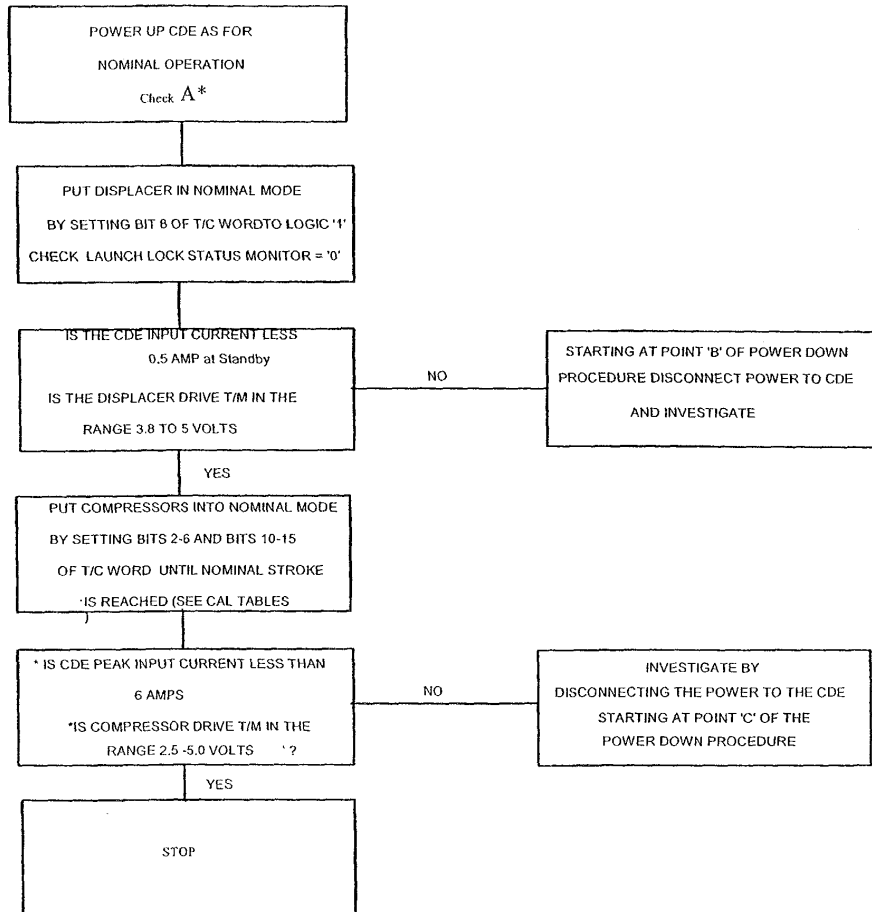 POWER UP CDE AS FOR
NOMINAL OPERATION
Check A*
PUT DISPLACER IN NOMINAL MODE
BY SETTING BIT 8 OF T/C WORDTO LOGIC '1'
CHECK LAUNCH LOCK STATUS MONITOR = '0'
IS THE CDE INPUT CURRENT LESS
0.5 AMP at Standby
IS THE DISPLACER DRIVE T/M IN THE
RANGE 3.8 TO 5 VOLTS
NO
STARTING AT POINT 'B' OF POWER DOWN
PROCEDURE DISCONNECT POWER TO CDE
AND INVESTIGATE
YES
PUT COMPRESSORS INTO NOMINAL MODE
BY SETTING BITS 2-6 AND BITS 10-15
OF T/C WORD UNTIL NOMINAL STROKE
IS REACHED (SEE CAL TABLES
)
* IS CDE PEAK INPUT CURRENT LESS THAN
6 AMPS
*IS COMPRESSOR DRIVE T/M IN THE
RANGE 2.5 -5.0 VOLTS ' ?
NO
INVESTIGATE BY
DISCONNECTING THE POWER TO THE CDE
STARTING AT POINT 'C' OF THE
POWER DOWN PROCEDURE
YES
STOP